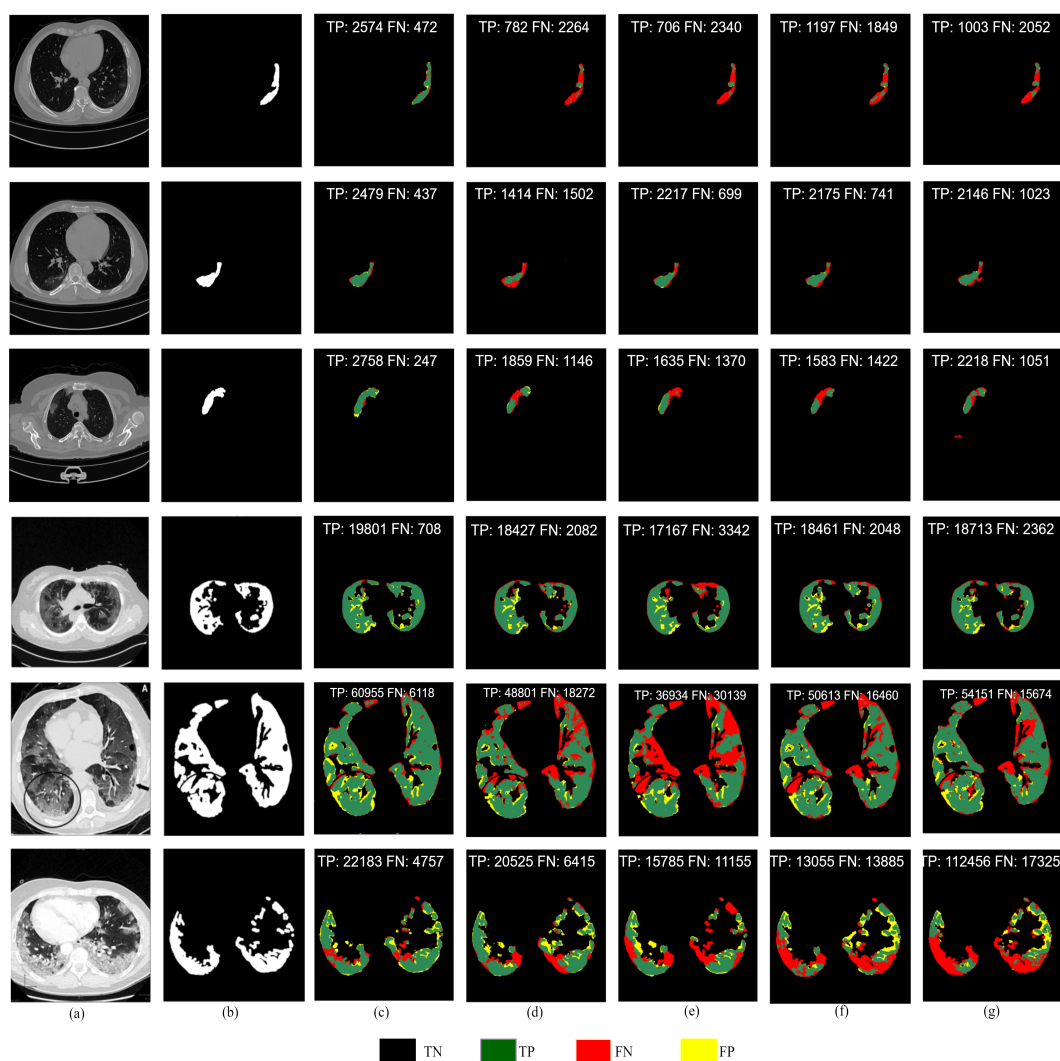 TP: 2574 FN: 472
TP: 782 FN: 2264
TP: 706 FN: 2340
TP: 1197 FN: 1849
TP: 1003 FN: 2052
TP: 2479 FN: 437
TP: 1414 FN: 1502
TP: 2217 FN: 699
TP: 2175 FN: 741
TP: 2146 FN: 1023
TP: 2758 FN: 247
TP: 1859 FN: 1146
TP: 1635 FN: 1370
TP: 1583 FN: 1422
TP: 2218 FN: 1051
TP: 19801 FN: 708
TP: 18427 FN: 2082
TP: 17167 FN: 3342
TP: 18461 FN: 2048
TP: 18713 FN: 2362
A
TP: 60955 FN: 6118
TP: 48801 FN: 18272
TP: 36934 FN: 30139
TP: 50613 FN: 16460
TP: 54151 FN: 15674
TP: 22183 FN: 4757
TP: 20525 FN: 6415
TP: 15785 FN: 11155
TP: 13055 FN: 13885
TP: 112456 FN: 17325
(a)
(b)
(c)
(d)
(e)
(f)
(g)
TN
TP
FN
FP